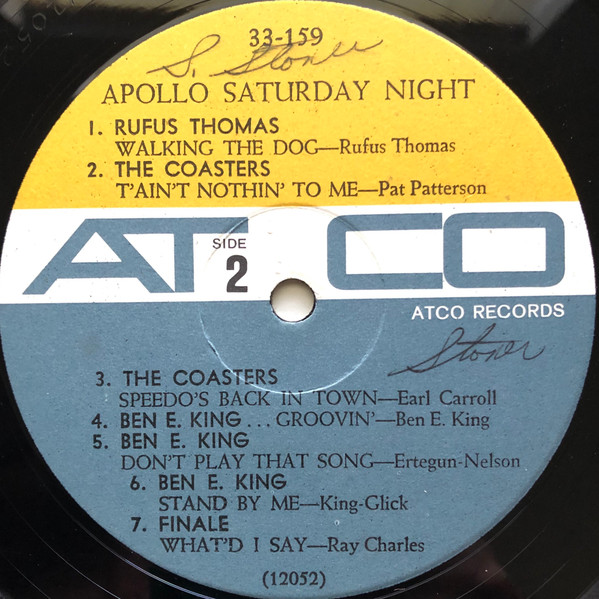 33-159
S. Stoner
APOLLO SATURDAY NIGHT
1. RUFUS THOMAS
WALKING THE DOG—Rufus Thomas
2. THE COASTERS
T'AIN'T NOTHIN' TO ME—Pat Patterson
ATCO
SIDE
2
ATCO RECORDS
Stoner
3. THE COASTERS
SPEEDO'S BACK IN TOWN—Earl Carroll
4. BEN E. KING ... GROOVIN'—Ben E. King
5. BEN E. KING
DON'T PLAY THAT SONG—Ertegun-Nelson
6. BEN E. KING
STAND BY ME—King-Glick
7. FINALE
WHAT'D I SAY—Ray Charles
(12052)